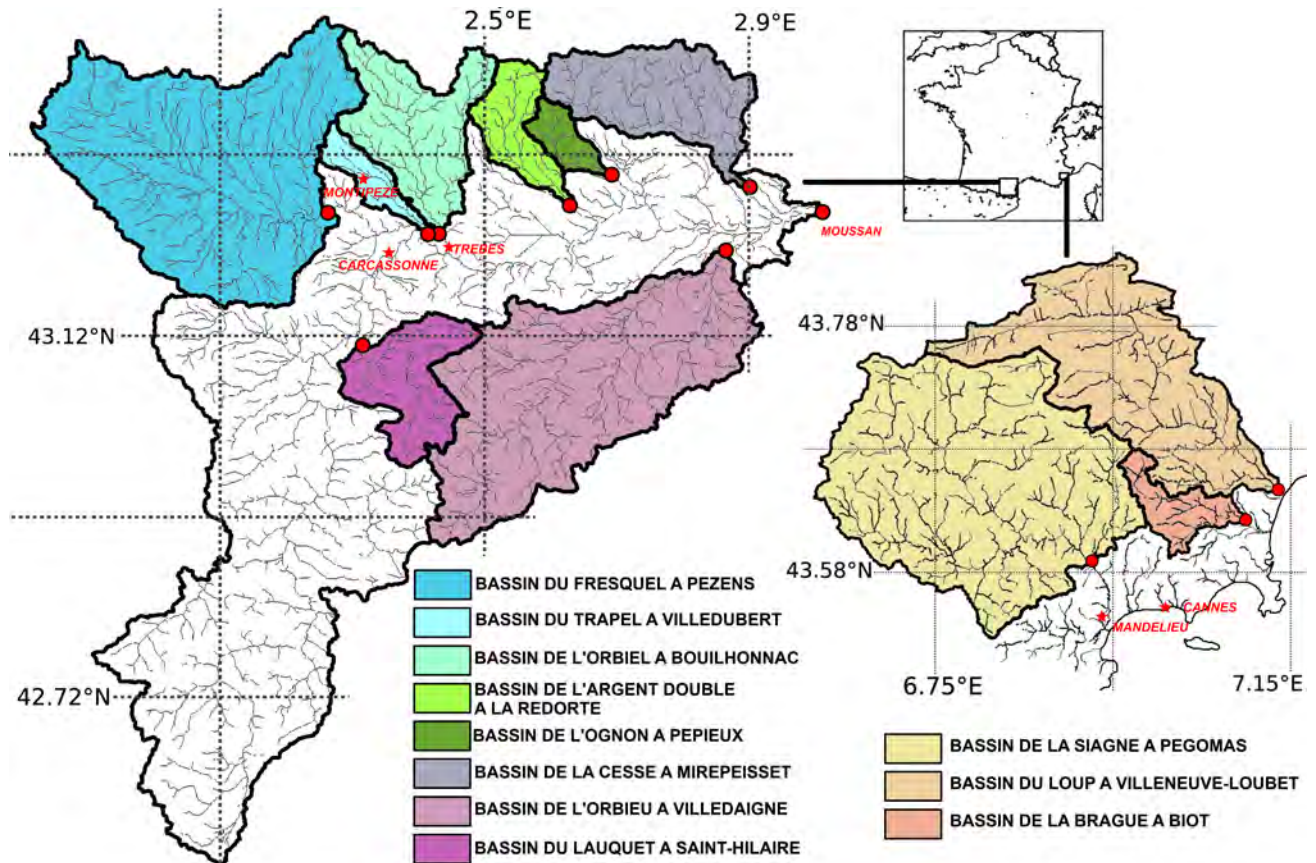 2.5°E
2.9°E
MONTIPEZE
TREBES
CARCASSONNE
MOUSSAN
43.12°N
42.72°N
43.78°N
43.58°N
CANNES
MANDELIEU
6.75°E
7.15°E
BASSIN DU FRESQUEL A PEZENS
BASSIN DU TRAPEL A VILLEDUBERT
BASSIN DE L'ORBIEL A BOUILHONNAC
BASSIN DE L'ARGENT DOUBLE
A LA REDORTE
BASSIN DE L'OGNON A PEPIEUX
BASSIN DE LA CESSE A MIREPEISSET
BASSIN DE L'ORBIEU A VILLEDAIGNE
BASSIN DU LAUQUET A SAINT-HILAIRE
BASSIN DE LA SIAGNE A PEGOMAS
BASSIN DU LOUP A VILLENEUVE-LOUBET
BASSIN DE LA BRAGUE A BIOT